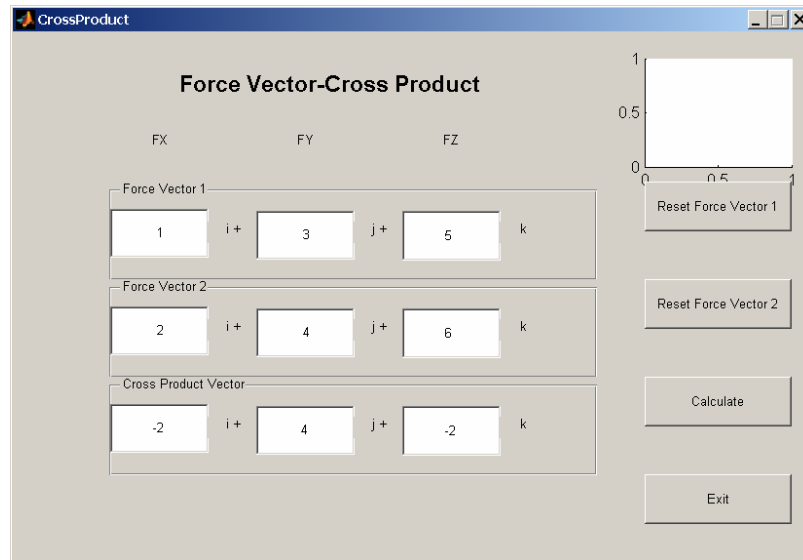 CrossProduct
Force Vector-Cross Product
FX FY FZ
Force Vector 1
1 i + 3 j + 5 k
Force Vector 2
2 i + 4 j + 6 k
Cross Product Vector
-2 i + 4 j + -2 k
1
0.5
0
0 0.5 1
Reset Force Vector 1
Reset Force Vector 2
Calculate
Exit